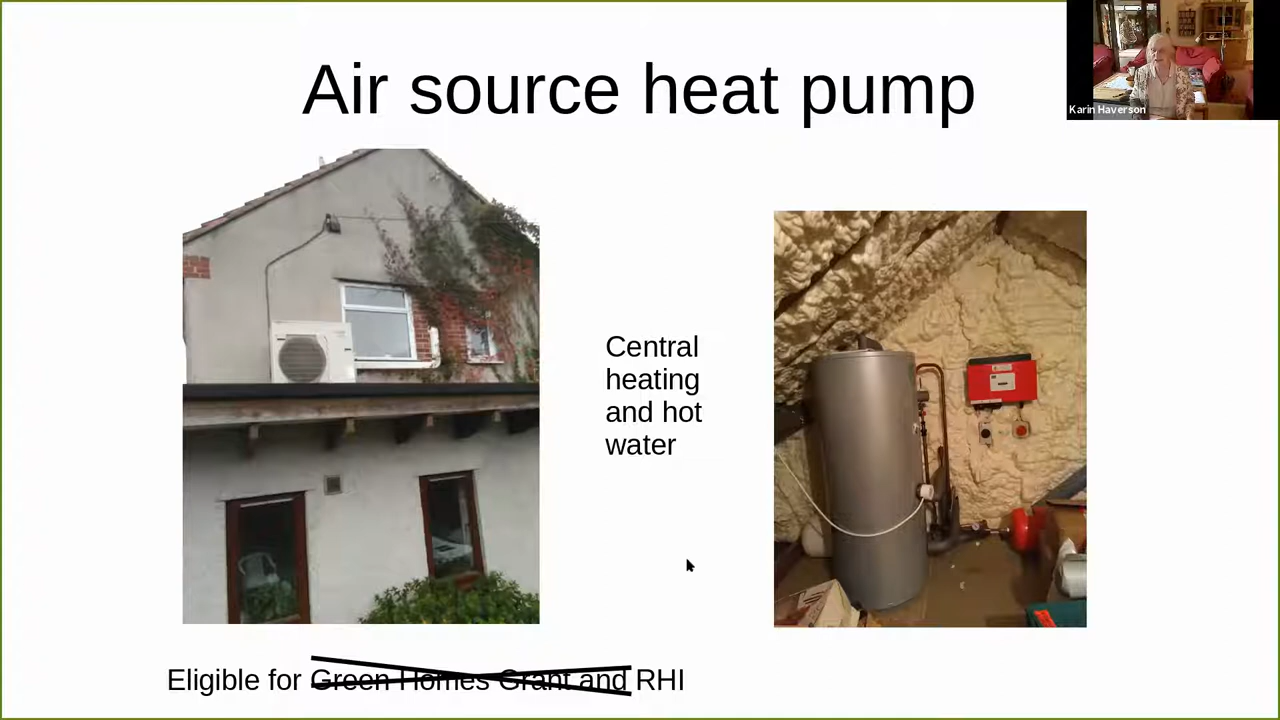 Air source heat pump
Karin Haverson
Central
heating
and hot
water
Eligible for Green Homes Grant and RHI